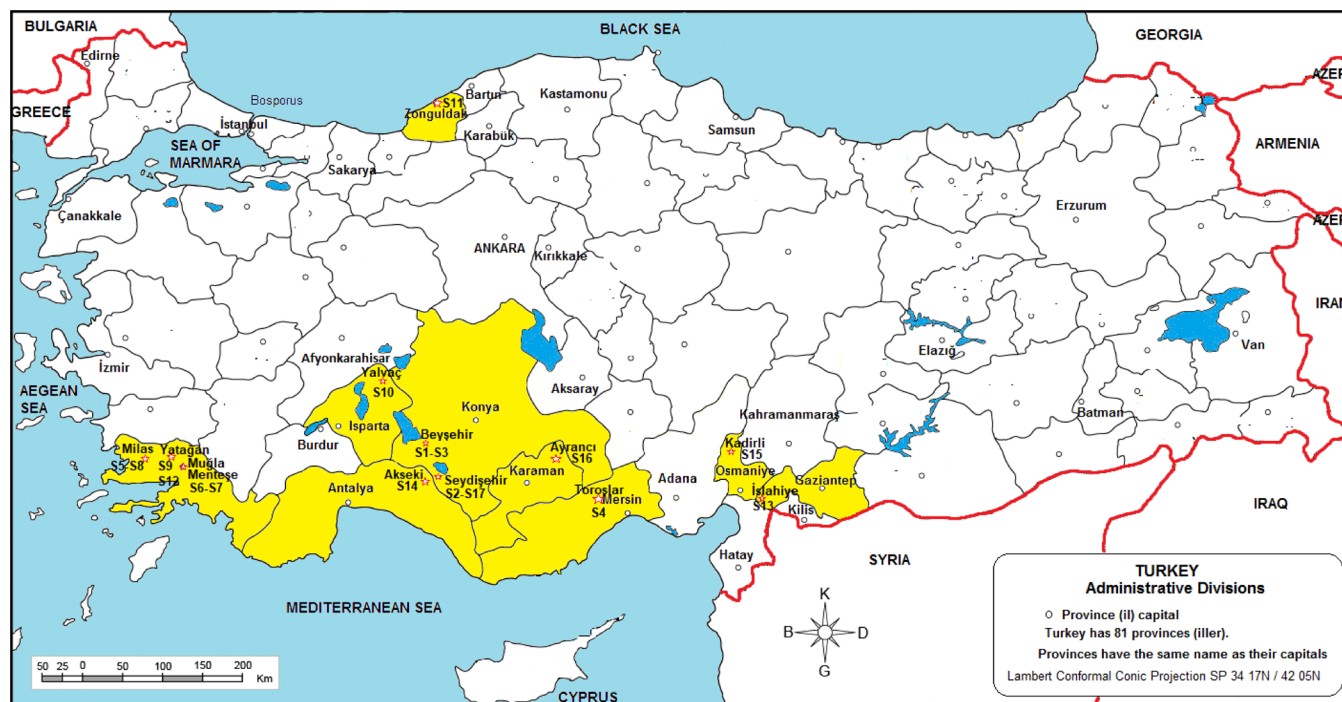 BULGARIA
BLACK SEA
GEORGIA
Edirne
AZER
GREECE
Bosporus
İstanbul
SEA OF
MARMARA
S11
Zonguldak
Bartın
Kastamonu
Karabük
Samsun
Sakarya
ARMENIA
Çanakkale
Erzurum
AZER
ANKARA
Kırıkkale
IRAN
Afyonkarahisar
Yalvaç
S10
Elazığ
Van
İzmir
Aksaray
AEGEAN
SEA
Konya
Kahramanmaraş
Batman
Isparta
Burdur
Beyşehir
S1-S3
Milas
S5-S8
Yatağan
S9
S12
Muğla
Menteşe
S6-S7
Ayrancı
S16
Kadirli
S15
Karaman
Akseki
S14
Seydişehir
S2-S17
Antalya
Toroslar
Mersin
S4
Adana
Osmaniye
Gaziantep
İslahiye
S13
Kilis
Hatay
SYRIA
IRAQ
MEDITERRANEAN SEA
CYPRUS
K
B
D
G
50 25 0 50 100 150 200
Km
TURKEY
Administrative Divisions
Province (il) capital
Turkey has 81 provinces (iller).
Provinces have the same name as their capitals
Lambert Conformal Conic Projection SP 34 17N / 42 05N